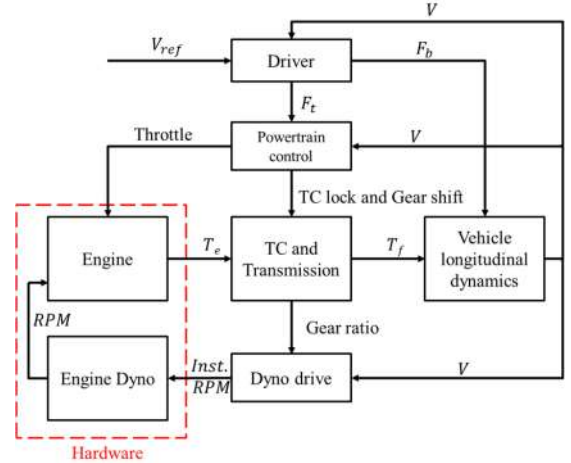 V
V_ref
Driver
F_b
F_t
Throttle
Powertrain
control
V
TC lock and Gear shift
Engine
T_e
TC and
Transmission
T_f
Vehicle
longitudinal
dynamics
RPM
Gear ratio
Engine Dyno
Inst.
RPM
Dyno drive
V
Hardware